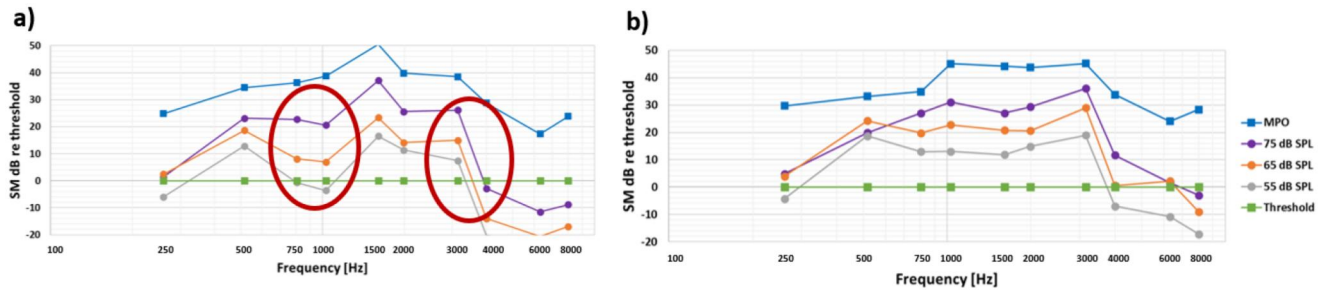 a)
50
40
30
20
10
0
-10
-20
SM dB re threshold
100 250 500 750 1000 1500 2000 3000 4000 6000 8000
Frequency [Hz]
b)
50
40
30
20
10
0
-10
-20
SM dB re threshold
100 250 500 750 1000 1500 2000 3000 4000 6000 8000
Frequency [Hz]
MPO
75 dB SPL
65 dB SPL
55 dB SPL
Threshold